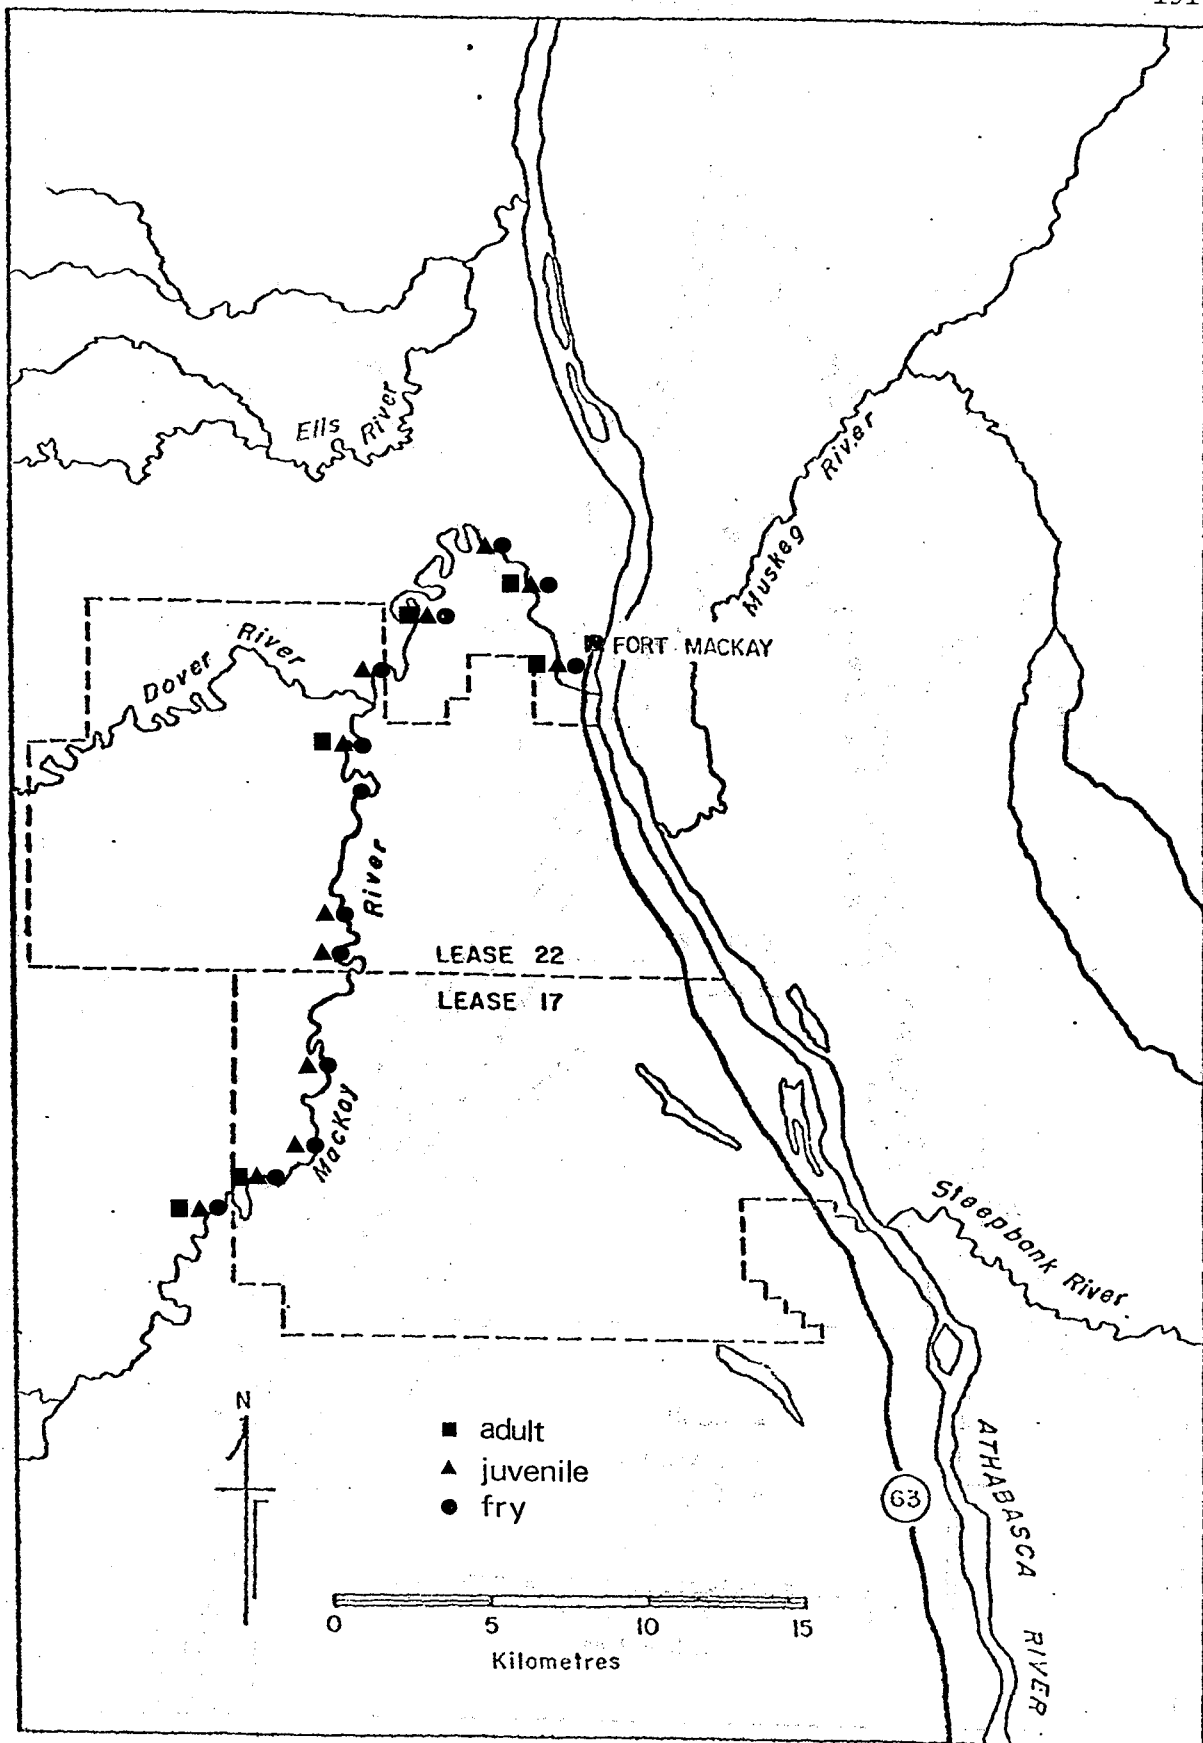 Ells River
Muskeg River
FORT MACKAY
Dover River
River
LEASE 22
LEASE 17
MacKay
Steepbank River
N
■ adult
▲ juvenile
● fry
63
ATHABASCA RIVER
0 5 10 15
Kilometres